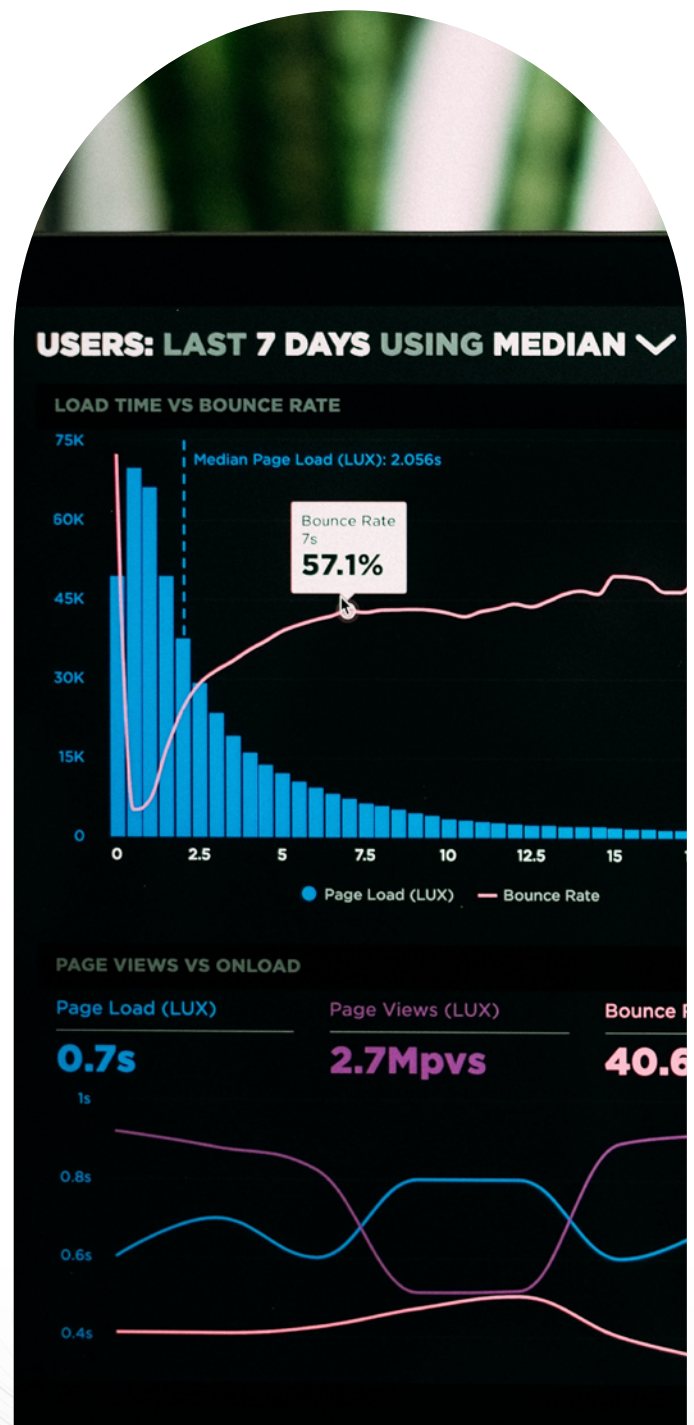 USERS: LAST 7 DAYS USING MEDIAN
LOAD TIME VS BOUNCE RATE
75K
Median Page Load (LUX): 2.056s
60K
Bounce Rate
7s
57.1%
45K
30K
15K
0
0 2.5 5 7.5 10 12.5 15
Page Load (LUX) Bounce Rate
PAGE VIEWS VS ONLOAD
Page Load (LUX) Page Views (LUX) Bounce
0.7s 2.7Mpvs 40.6
1s
0.8s
0.6s
0.4s